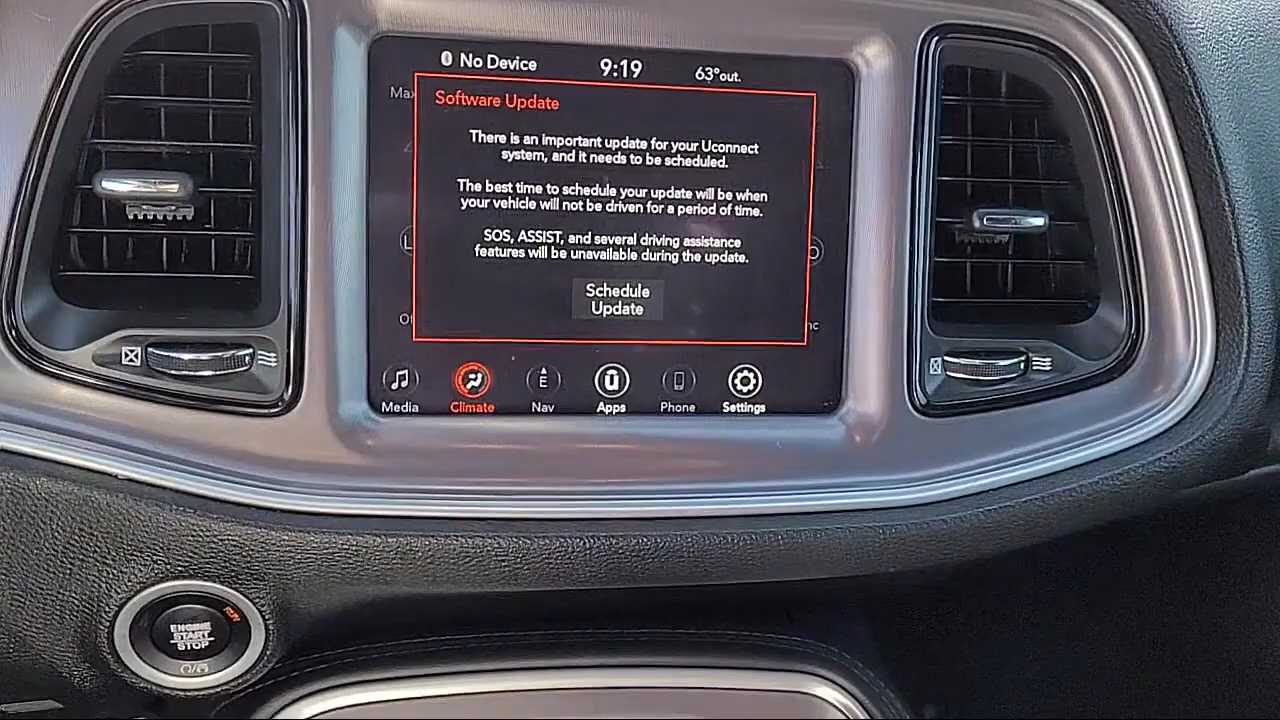 No Device
9:19
63°out.
Max
Software Update
There is an important update for your Uconnect
system, and it needs to be scheduled.
The best time to schedule your update will be when
your vehicle will not be driven for a period of time.
SOS, ASSIST, and several driving assistance
features will be unavailable during the update.
Schedule
Update
E
Media
Climate
Nav
Apps
Phone
Settings
RUN
ENGINE
START
STOP